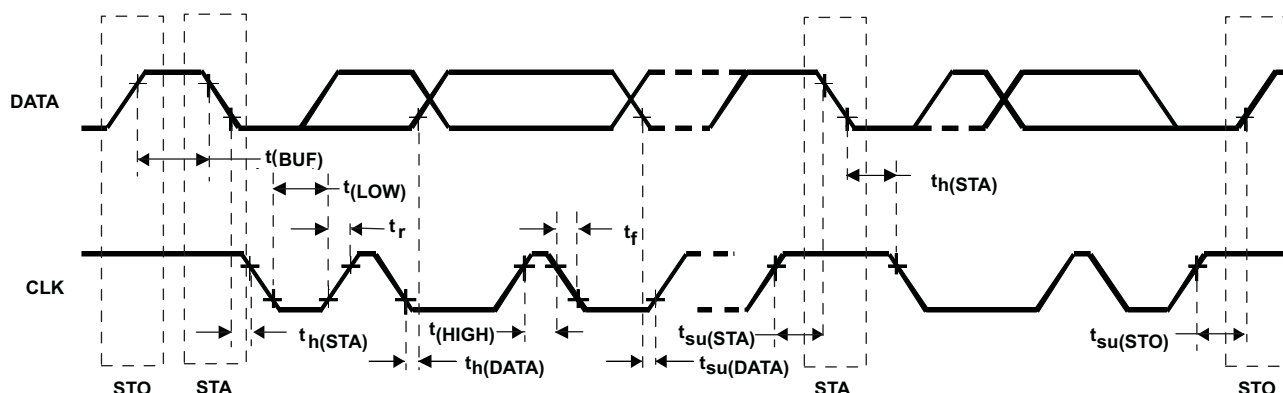 DATA
t(BUF)
t(LOW)
th(STA)
tr
tf
CLK
th(STA)
t(HIGH)
tsu(STA)
tsu(STO)
th(DATA)
tsu(DATA)
STO
STA
STA
STO